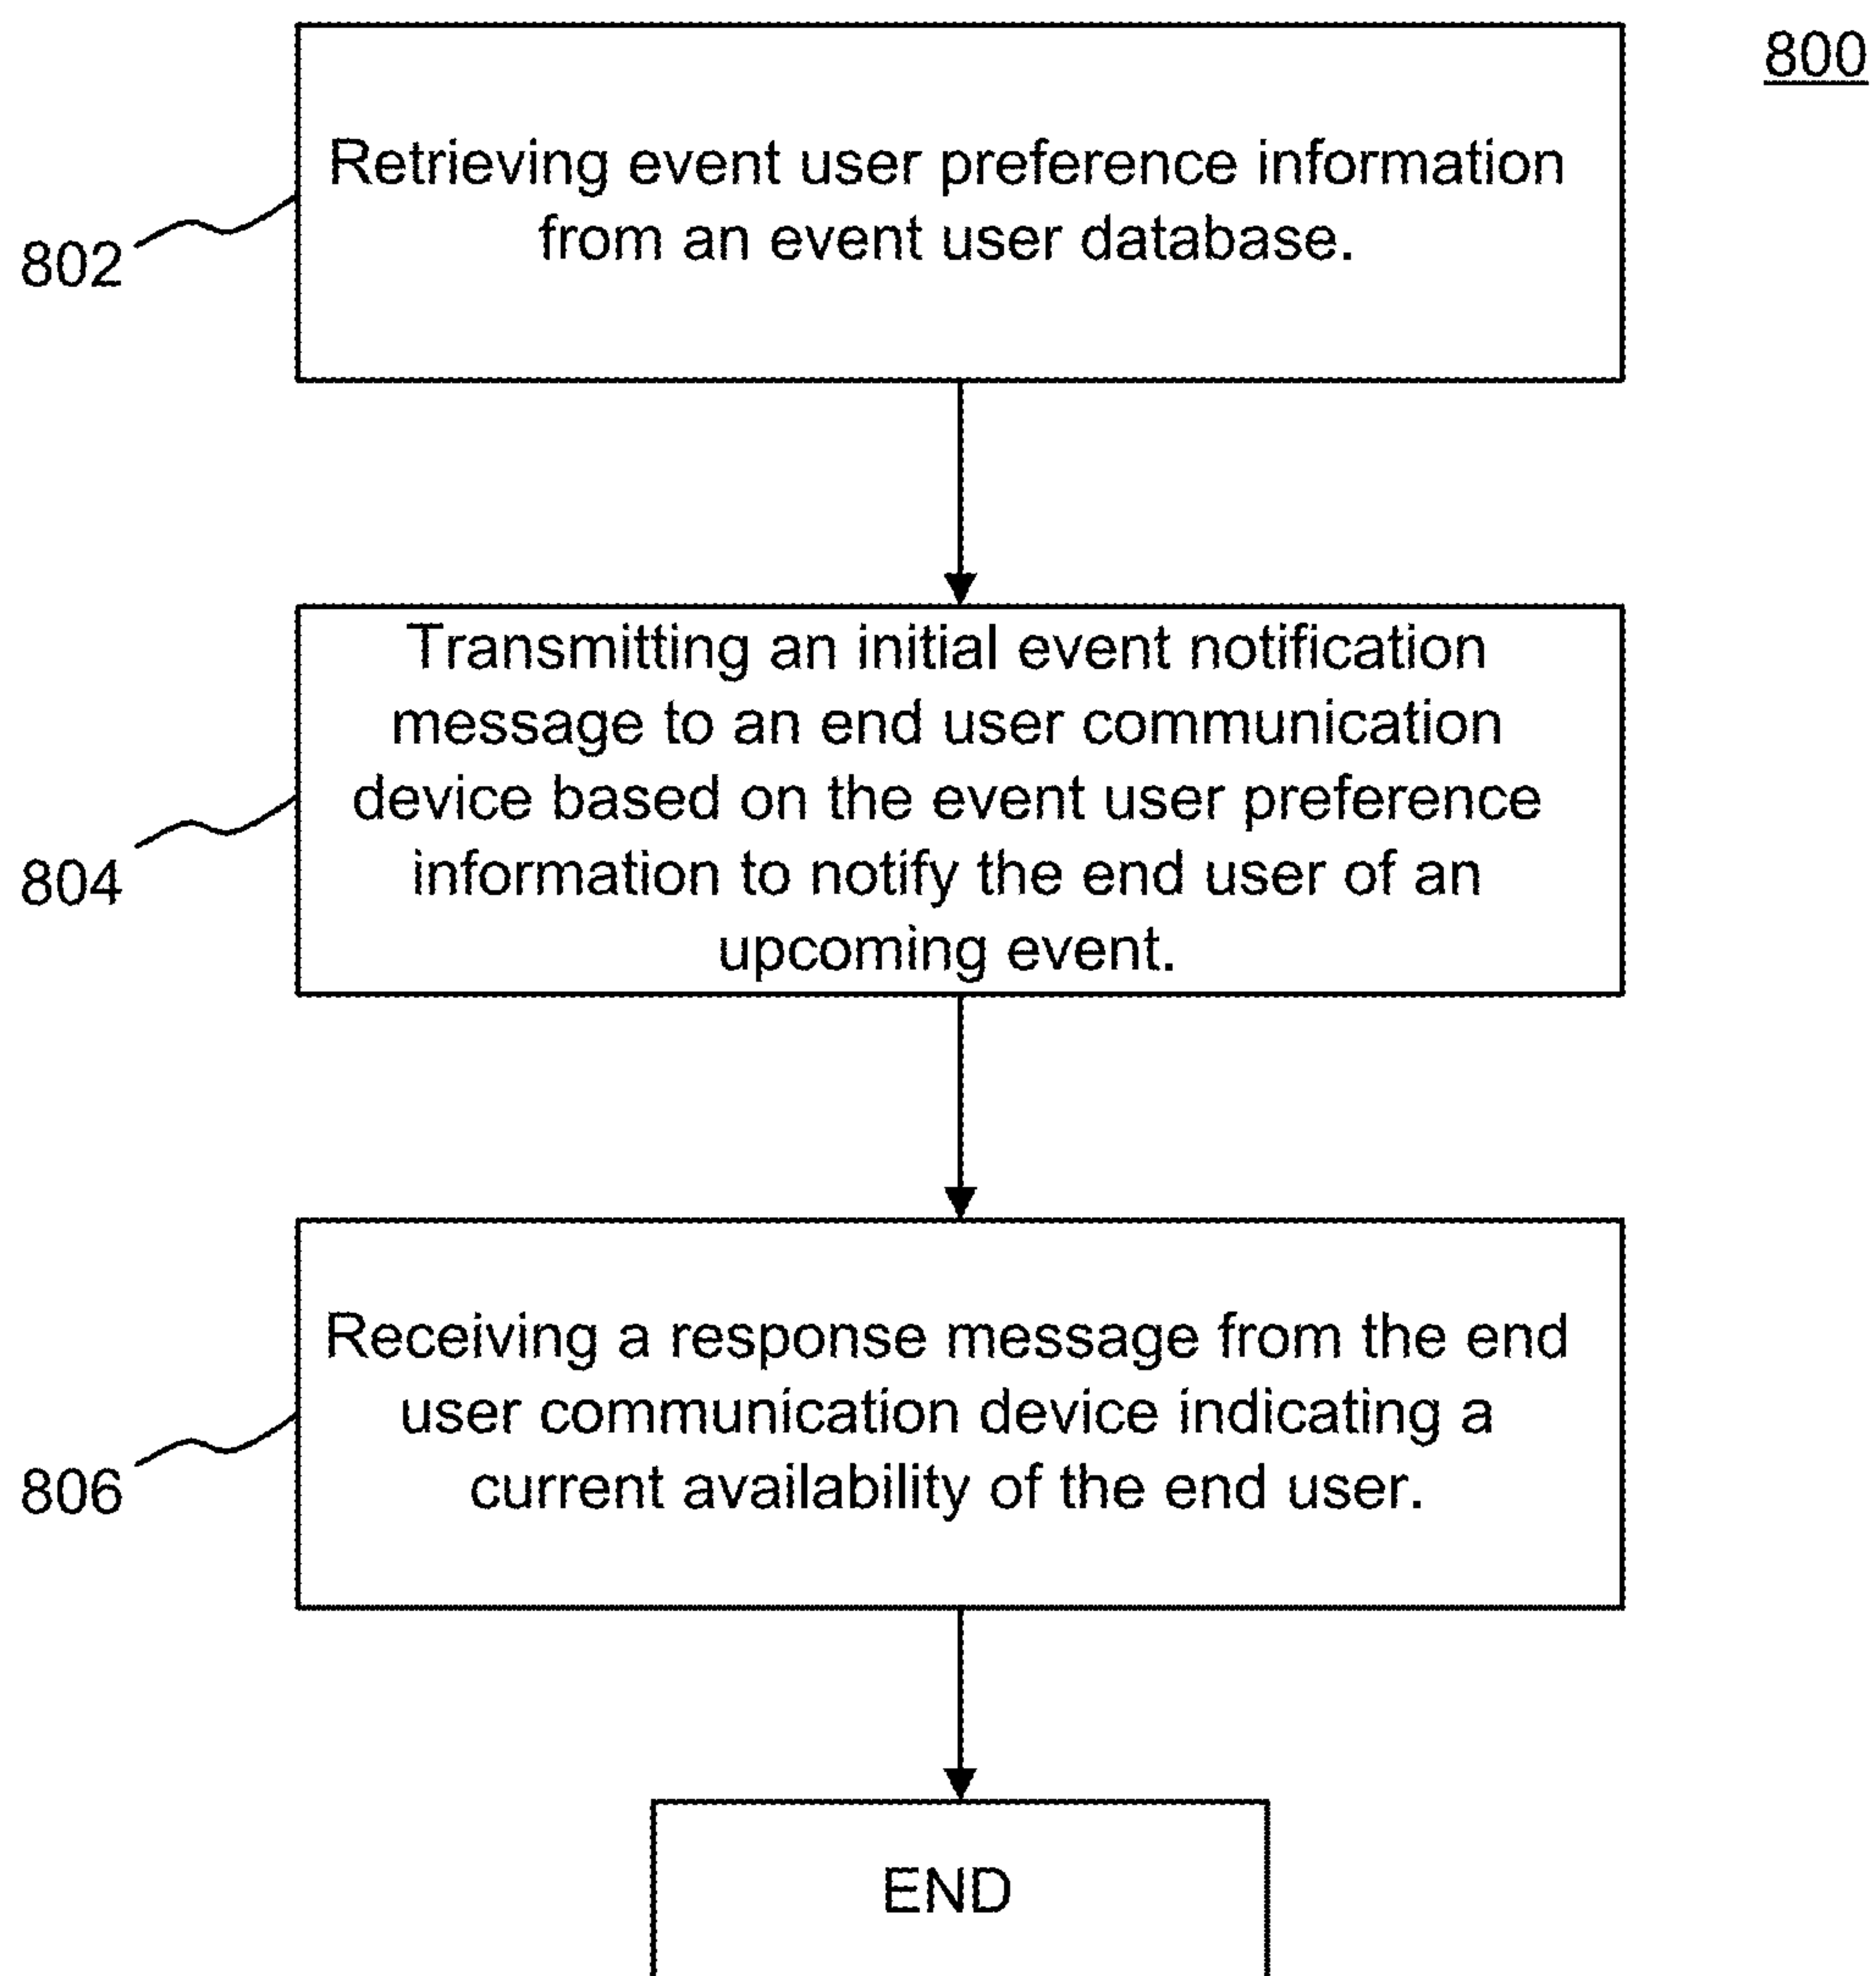 800
Retrieving event user preference information
from an event user database.
802
Transmitting an initial event notification
message to an end user communication
device based on the event user preference
information to notify the end user of an
upcoming event.
804
Receiving a response message from the end
user communication device indicating a
current availability of the end user.
806
END